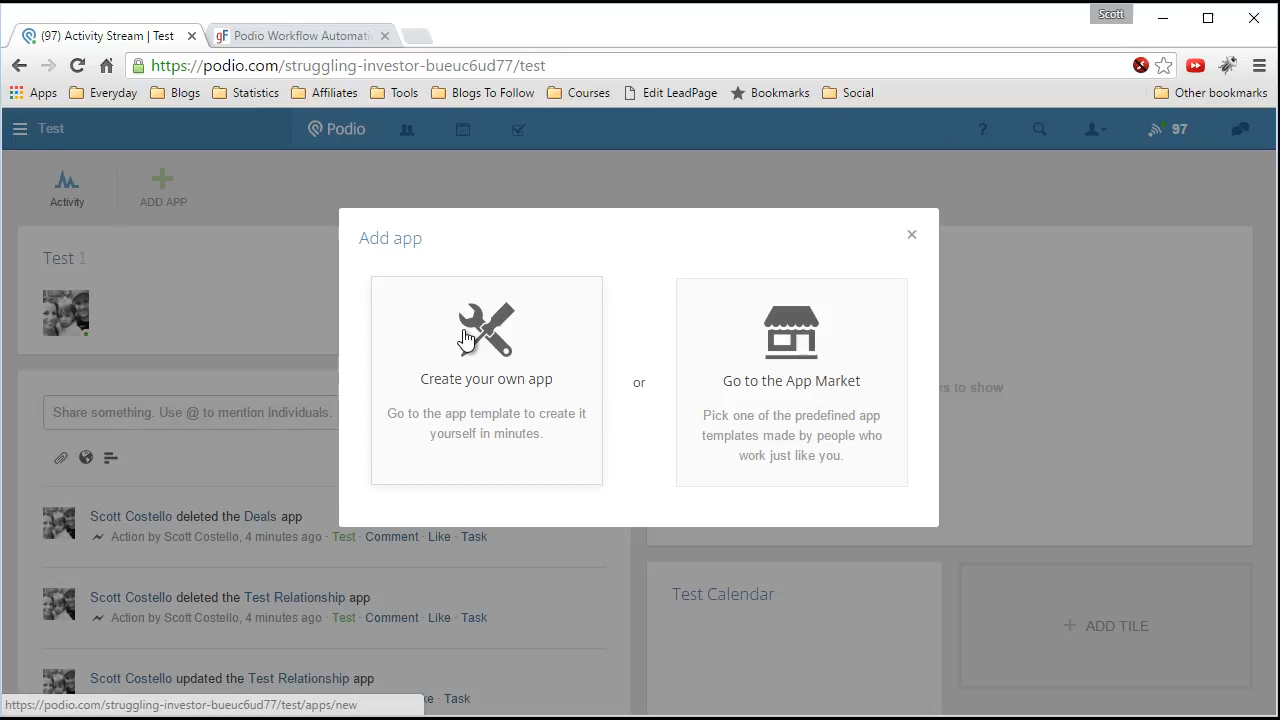 Scott
(97) Activity Stream | Test
gF Podio Workflow Automati
https://podio.com/struggling-investor-bueuc6ud77/test
Apps Everyday Blogs Statistics Affiliates Tools Blogs To Follow Courses Edit LeadPage Bookmarks Social Other bookmarks
Test Podio ? 97
Activity ADD APP
Add app
Test 1
Create your own app
Go to the app template to create it
yourself in minutes.
or
Go to the App Market
Pick one of the predefined app
templates made by people who
work just like you.
s to show
Share something. Use @ to mention individuals.
Scott Costello deleted the Deals app
Action by Scott Costello, 4 minutes ago · Test · Comment · Like · Task
Scott Costello deleted the Test Relationship app
Action by Scott Costello, 4 minutes ago · Test · Comment · Like · Task
Scott Costello updated the Test Relationship app
ke · Task
Test Calendar
+ ADD TILE
https://podio.com/struggling-investor-bueuc6ud77/test/apps/new